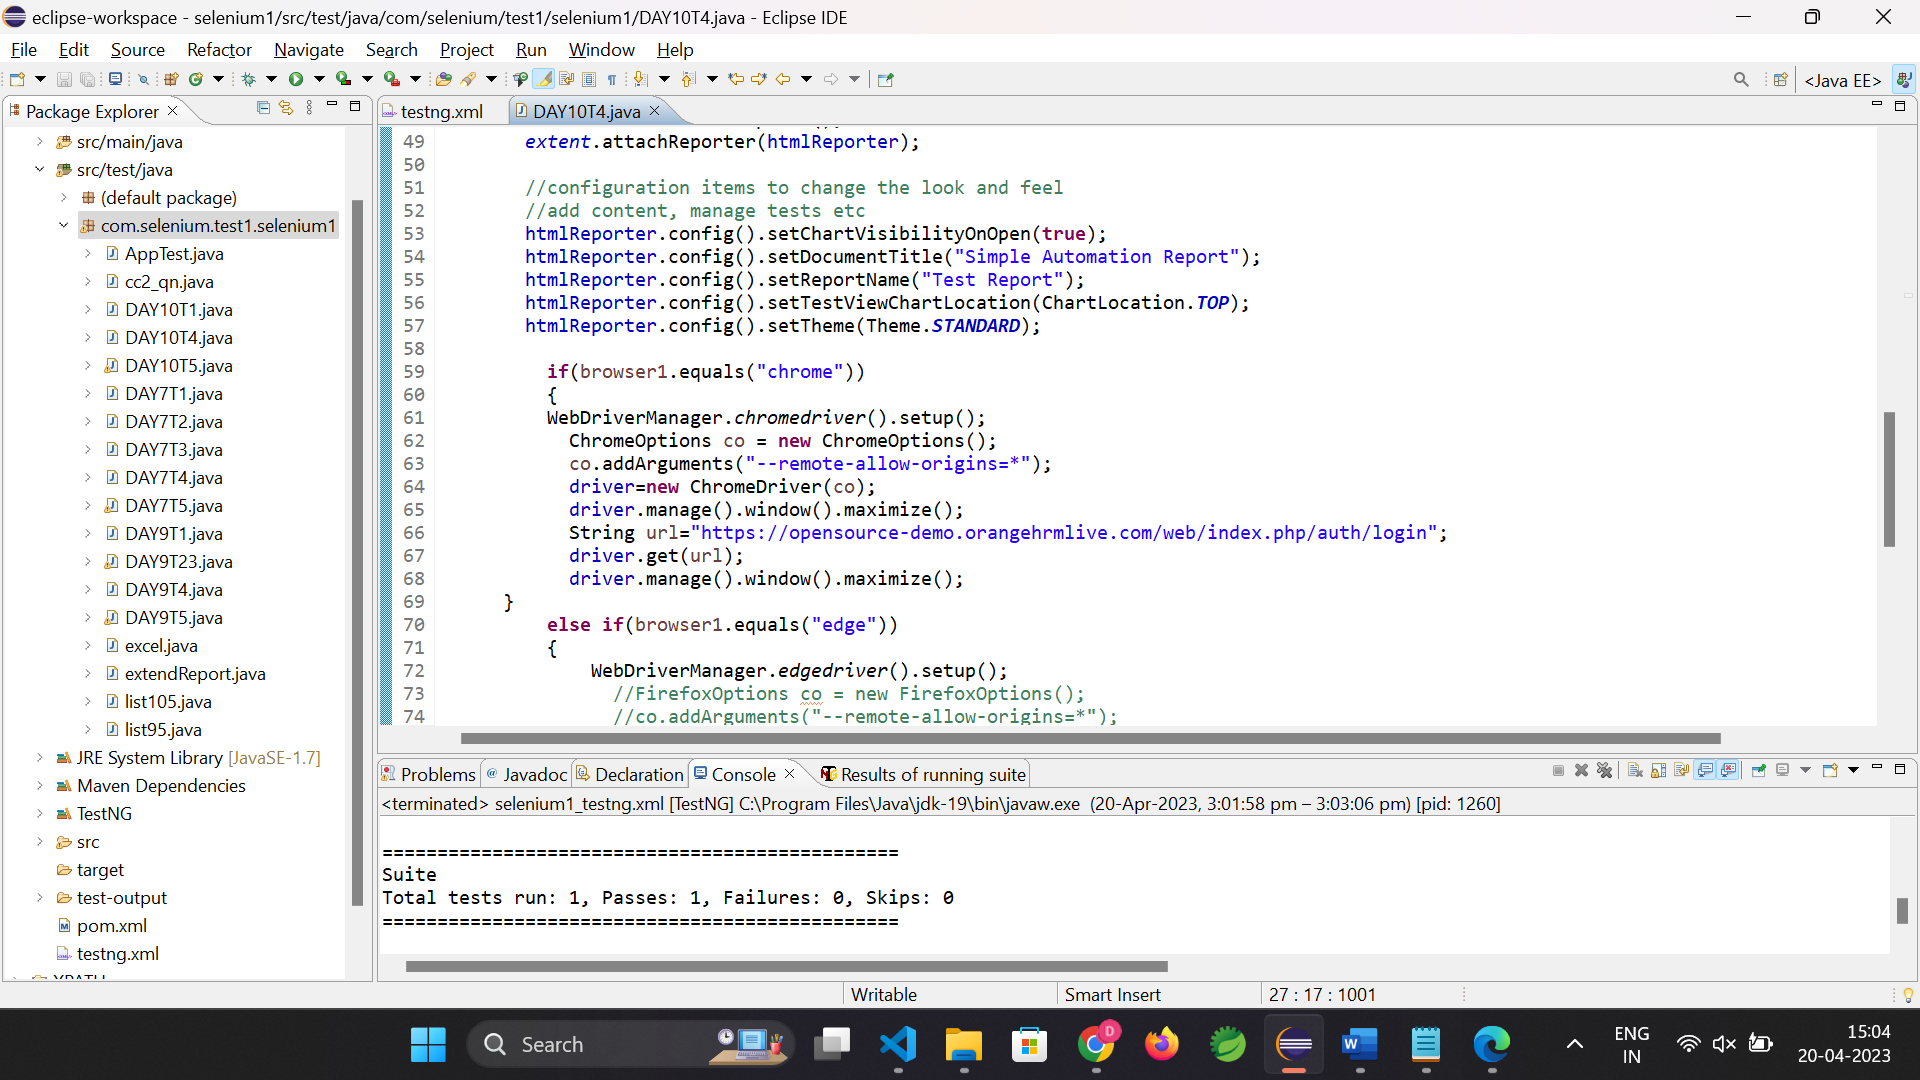 eclipse-workspace - selenium1/src/test/java/com/selenium/test1/selenium1/DAY10T4.java - Eclipse IDE
File Edit Source Refactor Navigate Search Project Run Window Help
<Java EE>
Package Explorer
src/main/java
src/test/java
(default package)
com.selenium.test1.selenium1
AppTest.java
cc2_qn.java
DAY10T1.java
DAY10T4.java
DAY10T5.java
DAY7T1.java
DAY7T2.java
DAY7T3.java
DAY7T4.java
DAY7T5.java
DAY9T1.java
DAY9T23.java
DAY9T4.java
DAY9T5.java
excel.java
extendReport.java
list105.java
list95.java
JRE System Library [JavaSE-1.7]
Maven Dependencies
TestNG
src
target
test-output
pom.xml
testng.xml
testng.xml DAY10T4.java
49 extent.attachReporter(htmlReporter);
50
51 //configuration items to change the look and feel
52 //add content, manage tests etc
53 htmlReporter.config().setChartVisibilityOnOpen(true);
54 htmlReporter.config().setDocumentTitle("Simple Automation Report");
55 htmlReporter.config().setReportName("Test Report");
56 htmlReporter.config().setTestViewChartLocation(ChartLocation.TOP);
57 htmlReporter.config().setTheme(Theme.STANDARD);
58
59 if(browser1.equals("chrome"))
60 {
61 WebDriverManager.chromedriver().setup();
62 ChromeOptions co = new ChromeOptions();
63 co.addArguments("--remote-allow-origins=*");
64 driver=new ChromeDriver(co);
65 driver.manage().window().maximize();
66 String url="https://opensource-demo.orangehrmlive.com/web/index.php/auth/login";
67 driver.get(url);
68 driver.manage().window().maximize();
69 }
70 else if(browser1.equals("edge"))
71 {
72 WebDriverManager.edgedriver().setup();
73 //FirefoxOptions co = new FirefoxOptions();
74 //co.addArguments("--remote-allow-origins=*");
Problems Javadoc Declaration Console Results of running suite
<terminated> selenium1_testng.xml [TestNG] C:\Program Files\Java\jdk-19\bin\javaw.exe (20-Apr-2023, 3:01:58 pm – 3:03:06 pm) [pid: 1260]
===============================================
Suite
Total tests run: 1, Passes: 1, Failures: 0, Skips: 0
===============================================
Writable Smart Insert 27 : 17 : 1001
Search
D
ENG
IN
15:04
20-04-2023